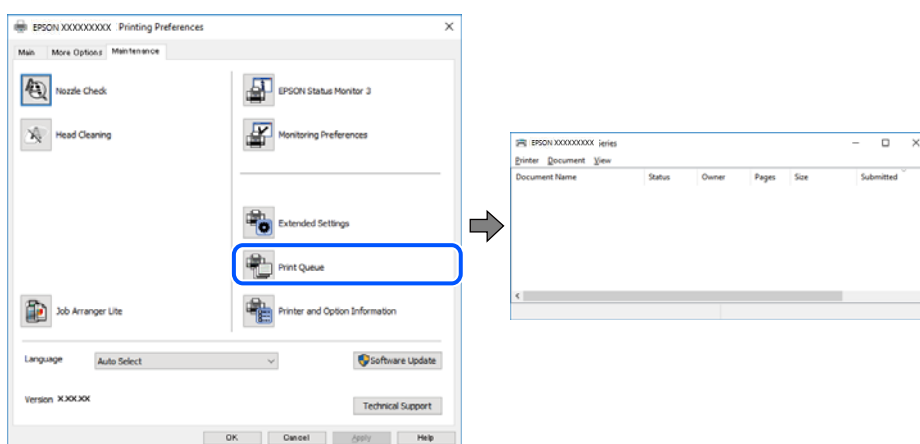 EPSON XXXXXXXXX Printing Preferences
Main More Options Maintenance
Nozzle Check
EPSON Status Monitor 3
Head Cleaning
Monitoring Preferences
Extended Settings
Print Queue
Job Arranger Lite
Printer and Option Information
Language Auto Select Software Update
Version X.XX.XX
Technical Support
OK Cancel Apply Help
EPSON XXXXXXXXX Series
Printer Document View
Document Name Status Owner Pages Size Submitted